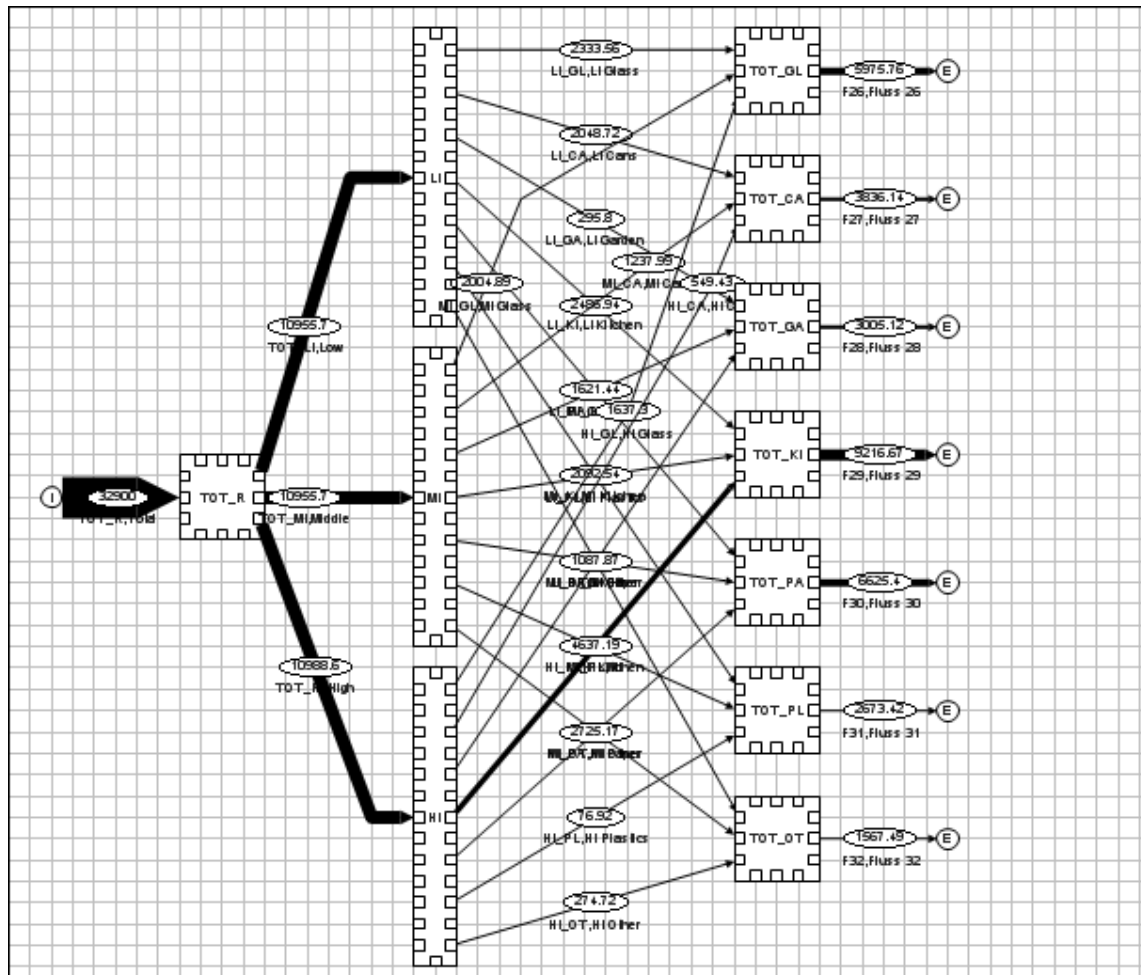 2333.56
LI_GL,LI Glass
TOT_GL
5975.76
E
F26,Fluss 26
2048.72
LI_CA,LI Cans
LI
TOT_CA
3836.14
E
F27,Fluss 27
295.8
LI_GA,LI Garden
1237.99
2004.89
549.43
MI_GL,MI Glass
2486.94
LI_KI,LI Kitchen
TOT_GA
3005.12
E
F28,Fluss 28
10955.7
1621.44
1637.3
HI_GL,HI Glass
TOT_KI
9216.67
E
F29,Fluss 29
I
32900
TOT_R
10955.7
TOT_MI,Middle
MI
2092.54
1087.87
TOT_PA
6625.4
E
F30,Fluss 30
10988.6
4637.19
TOT_PL
2673.42
E
F31,Fluss 31
2725.17
HI
76.92
HI_PL,HI Plastics
TOT_OT
1567.49
E
F32,Fluss 32
274.72
HI_OT,HI Other